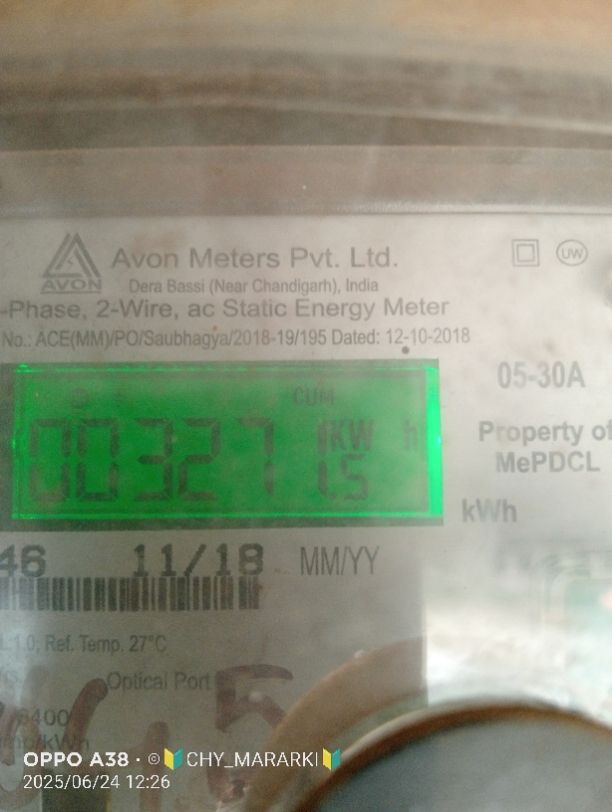 AVON
Avon Meters Pvt. Ltd.
Dera Bassi (Near Chandigarh), India
-Phase, 2-Wire, ac Static Energy Meter
No.: ACE(MM)/PO/Saubhagya/2018-19/195 Dated: 12-10-2018
UW
CUM
003271
KW h
05-30A
Property of
MePDCL
kWh
46 11/18 MM/YY
1.0; Ref. Temp. 27°C
Optical Port
6400
OPPO A38 · © 🔰CHY_MARARKI🔰
2025/06/24 12:26